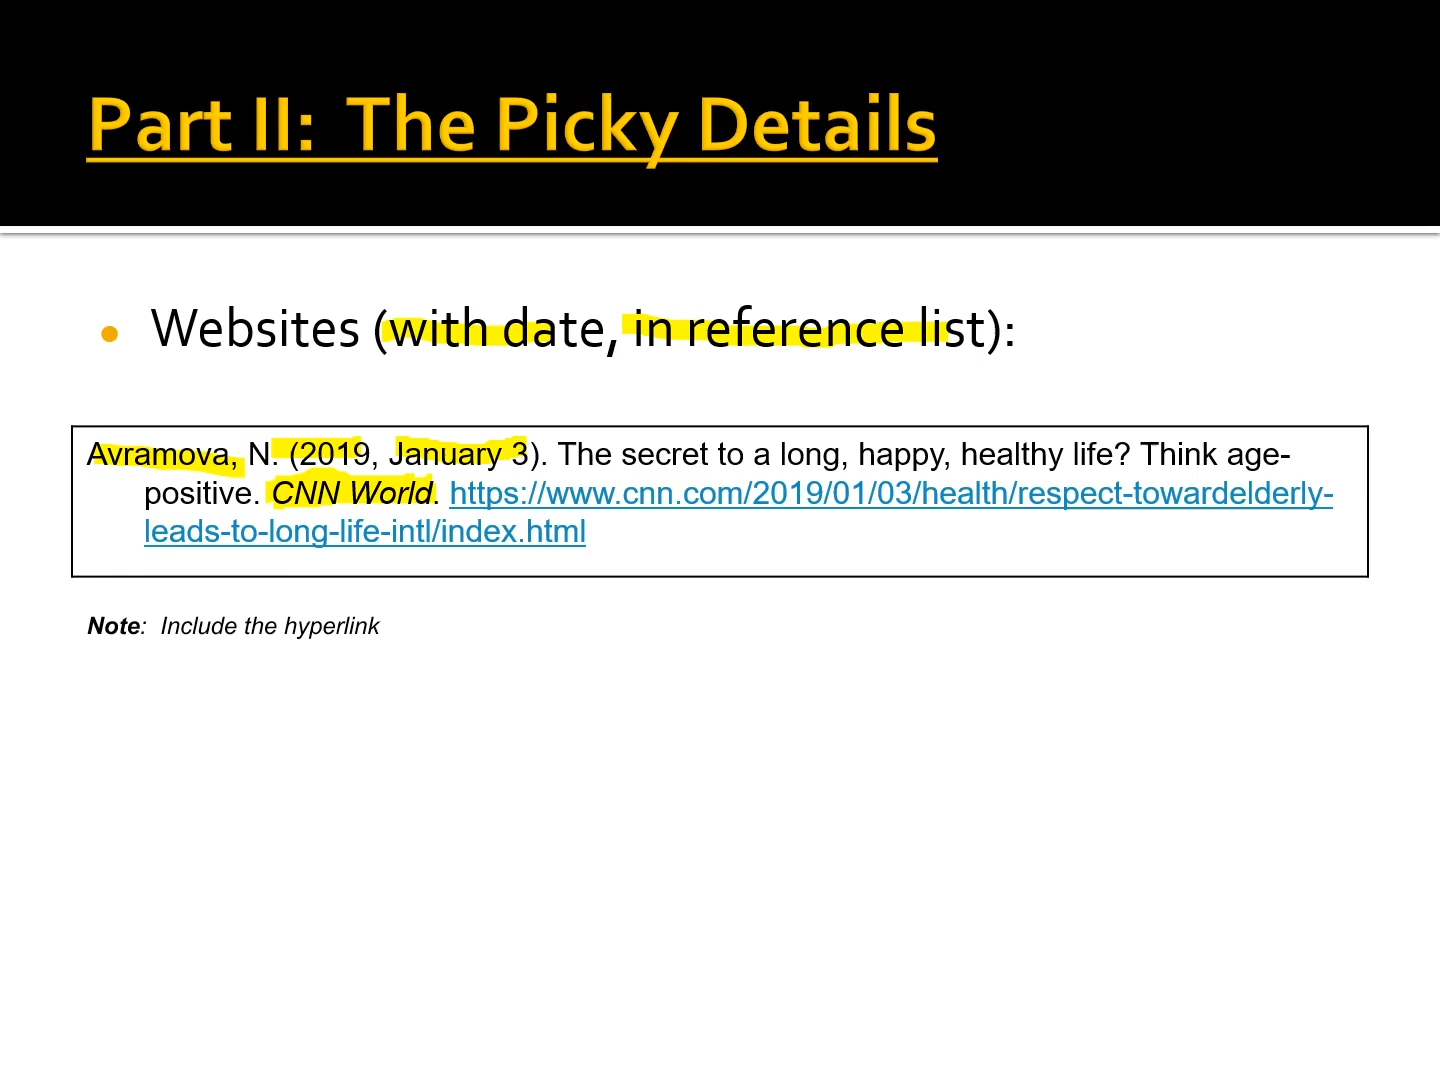 Part II:  The Picky Details
• Websites (with date, in reference list):
Avramova, N. (2019, January 3). The secret to a long, happy, healthy life? Think age-
positive. CNN World. https://www.cnn.com/2019/01/03/health/respect-towardelderly-
leads-to-long-life-intl/index.html
Note:  Include the hyperlink